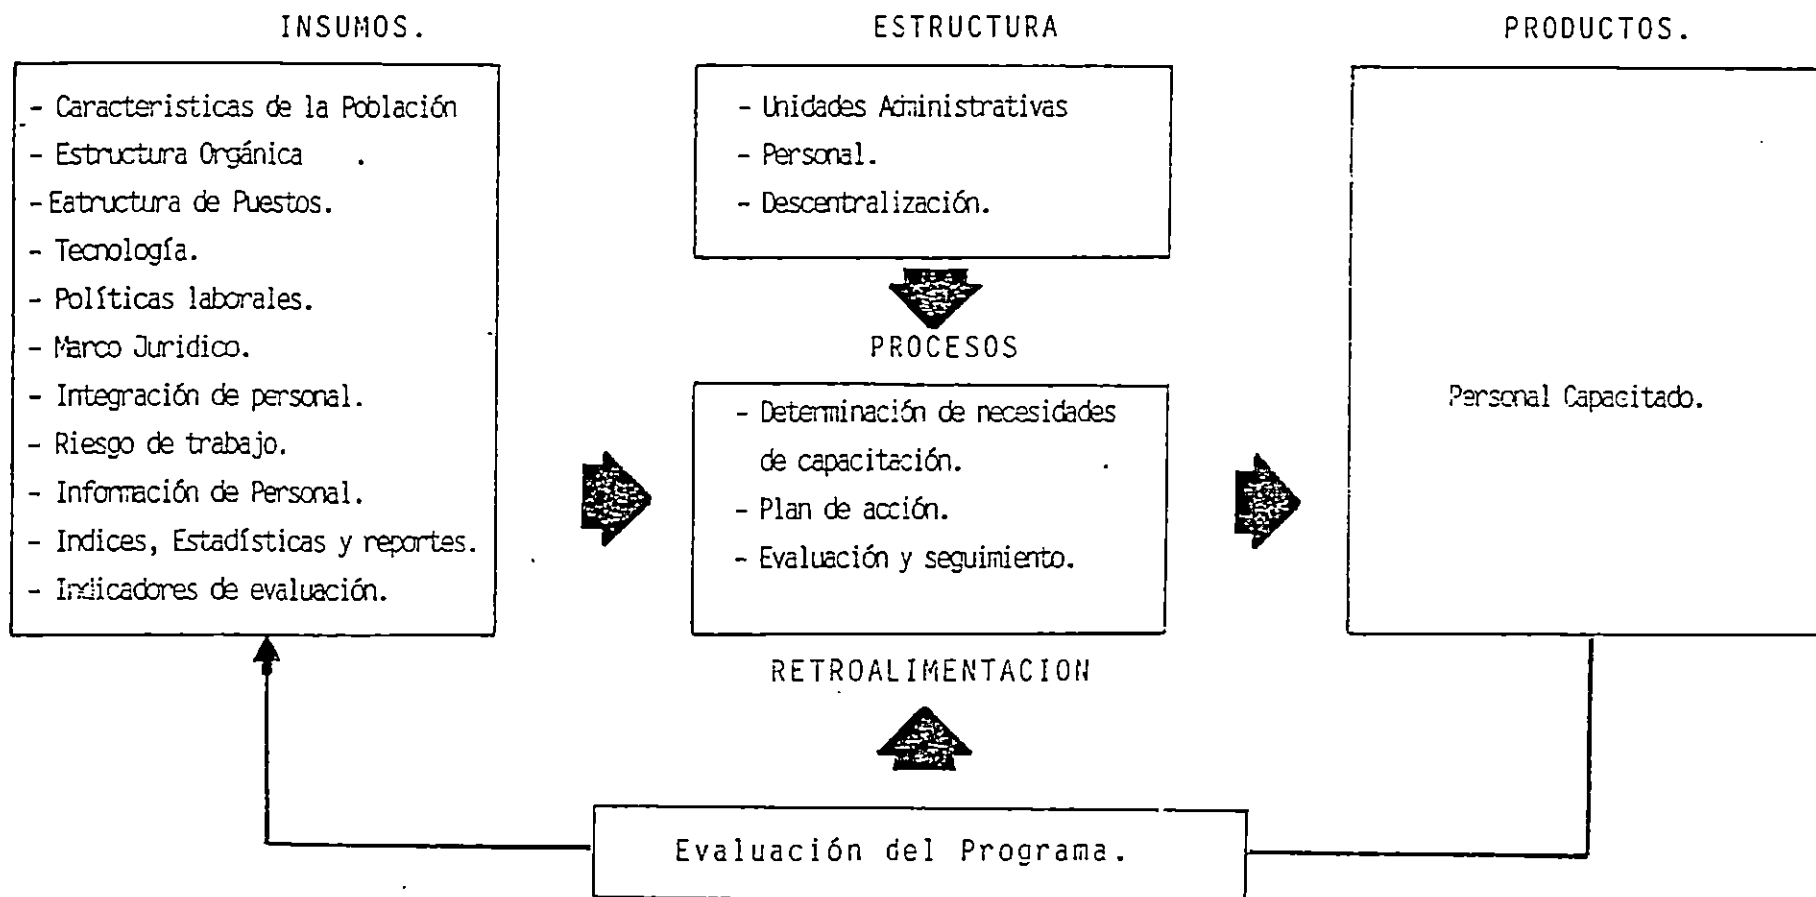 INSUMOS.
- Caracteristicas de la Población
- Estructura Orgánica .
- Eatructura de Puestos.
- Tecnología.
- Políticas laborales.
- Marco Juridico.
- Integración de personal.
- Riesgo de trabajo.
- Información de Personal.
- Indices, Estadísticas y reportes.
- Indicadores de evaluación.
ESTRUCTURA
- Unidades Administrativas
- Personal.
- Descentralización.
PROCESOS
- Determinación de necesidades
de capacitación.
- Plan de acción.
- Evaluación y seguimiento.
RETROALIMENTACION
PRODUCTOS.
Personal Capacitado.
Evaluación del Programa.